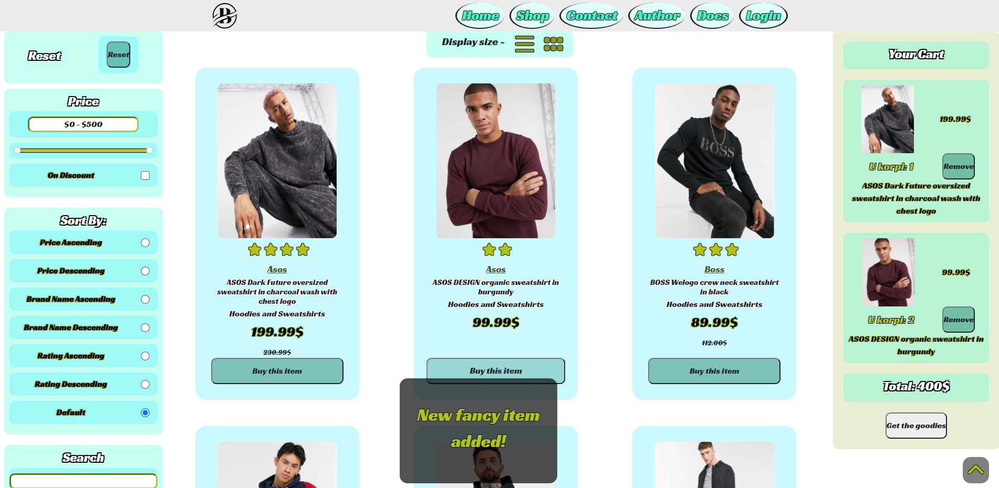 B
Home
Shop
Contact
Author
Docs
Login
Reset
Reset
Price
$0 - $500
On Discount
Sort By:
Price Ascending
Price Descending
Brand Name Ascending
Brand Name Descending
Rating Ascending
Rating Descending
Default
Search
Display size ~
Asos
ASOS Dark Future oversized
sweatshirt in charcoal wash with
chest logo
Hoodies and Sweatshirts
199.99$
230.99$
Buy this item
Asos
ASOS DESIGN organic sweatshirt in
burgundy
Hoodies and Sweatshirts
99.99$
Buy this item
BOSS
Boss
BOSS Welogo crew neck sweatshirt
in black
Hoodies and Sweatshirts
89.99$
112.00$
Buy this item
New fancy item
added!
Your Cart
199.99$
U korpI: 1
Remove
ASOS Dark Future oversized
sweatshirt in charcoal wash with
chest logo
99.99$
U korpI: 2
Remove
ASOS DESIGN organic sweatshirt in
burgundy
Total: 400$
Get the goodies